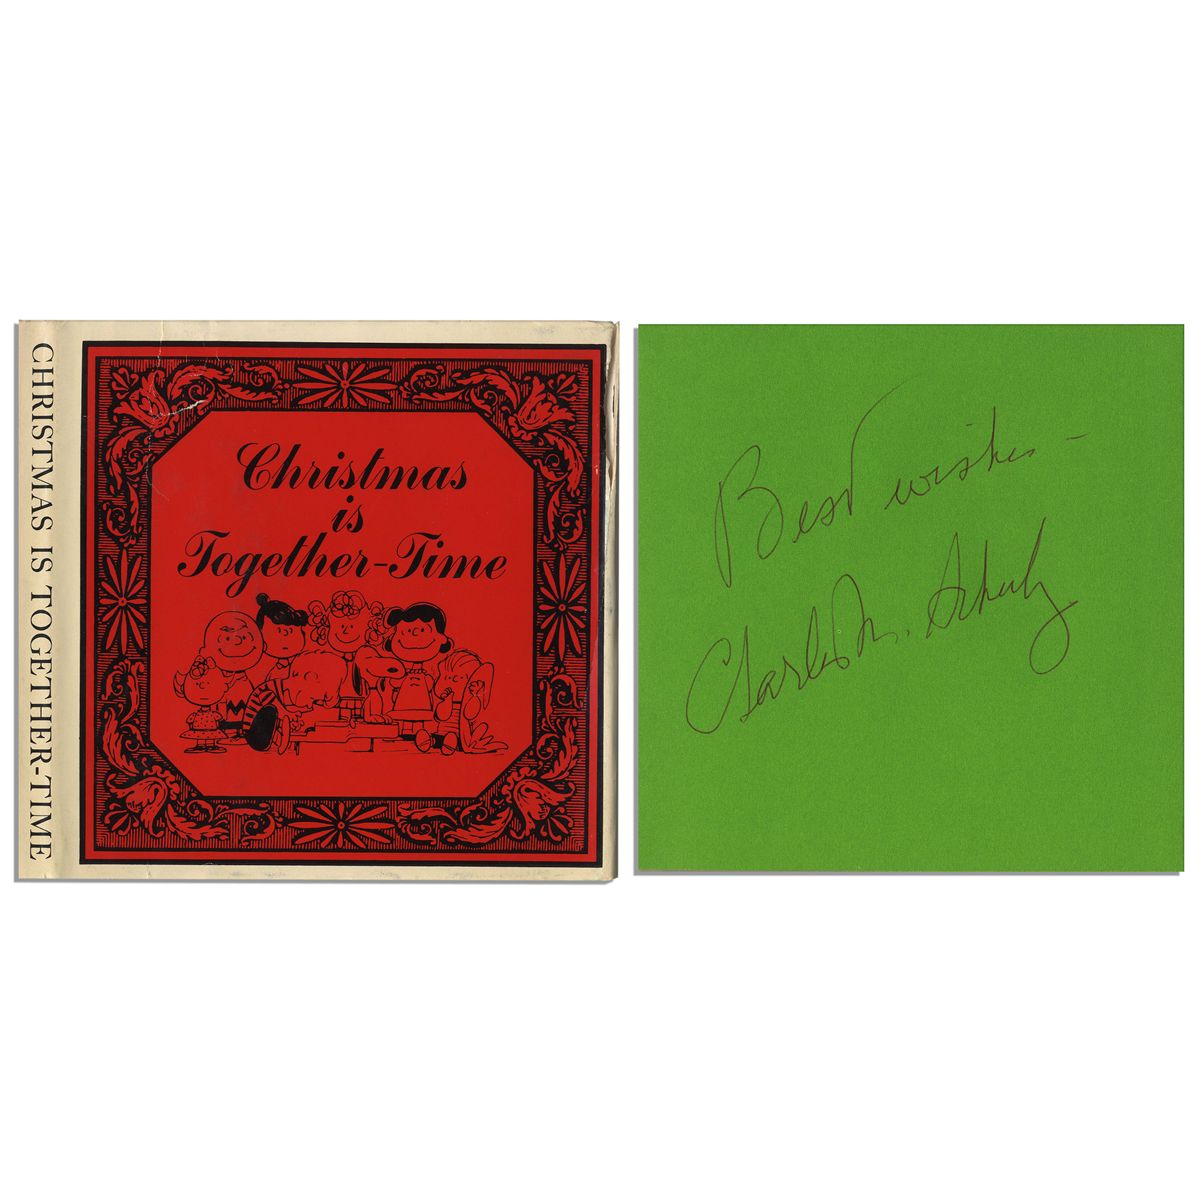 CHRISTMAS IS TOGETHER-TIME
Christmas
is
Together-Time
Best wishes -
Charles M. Schulz